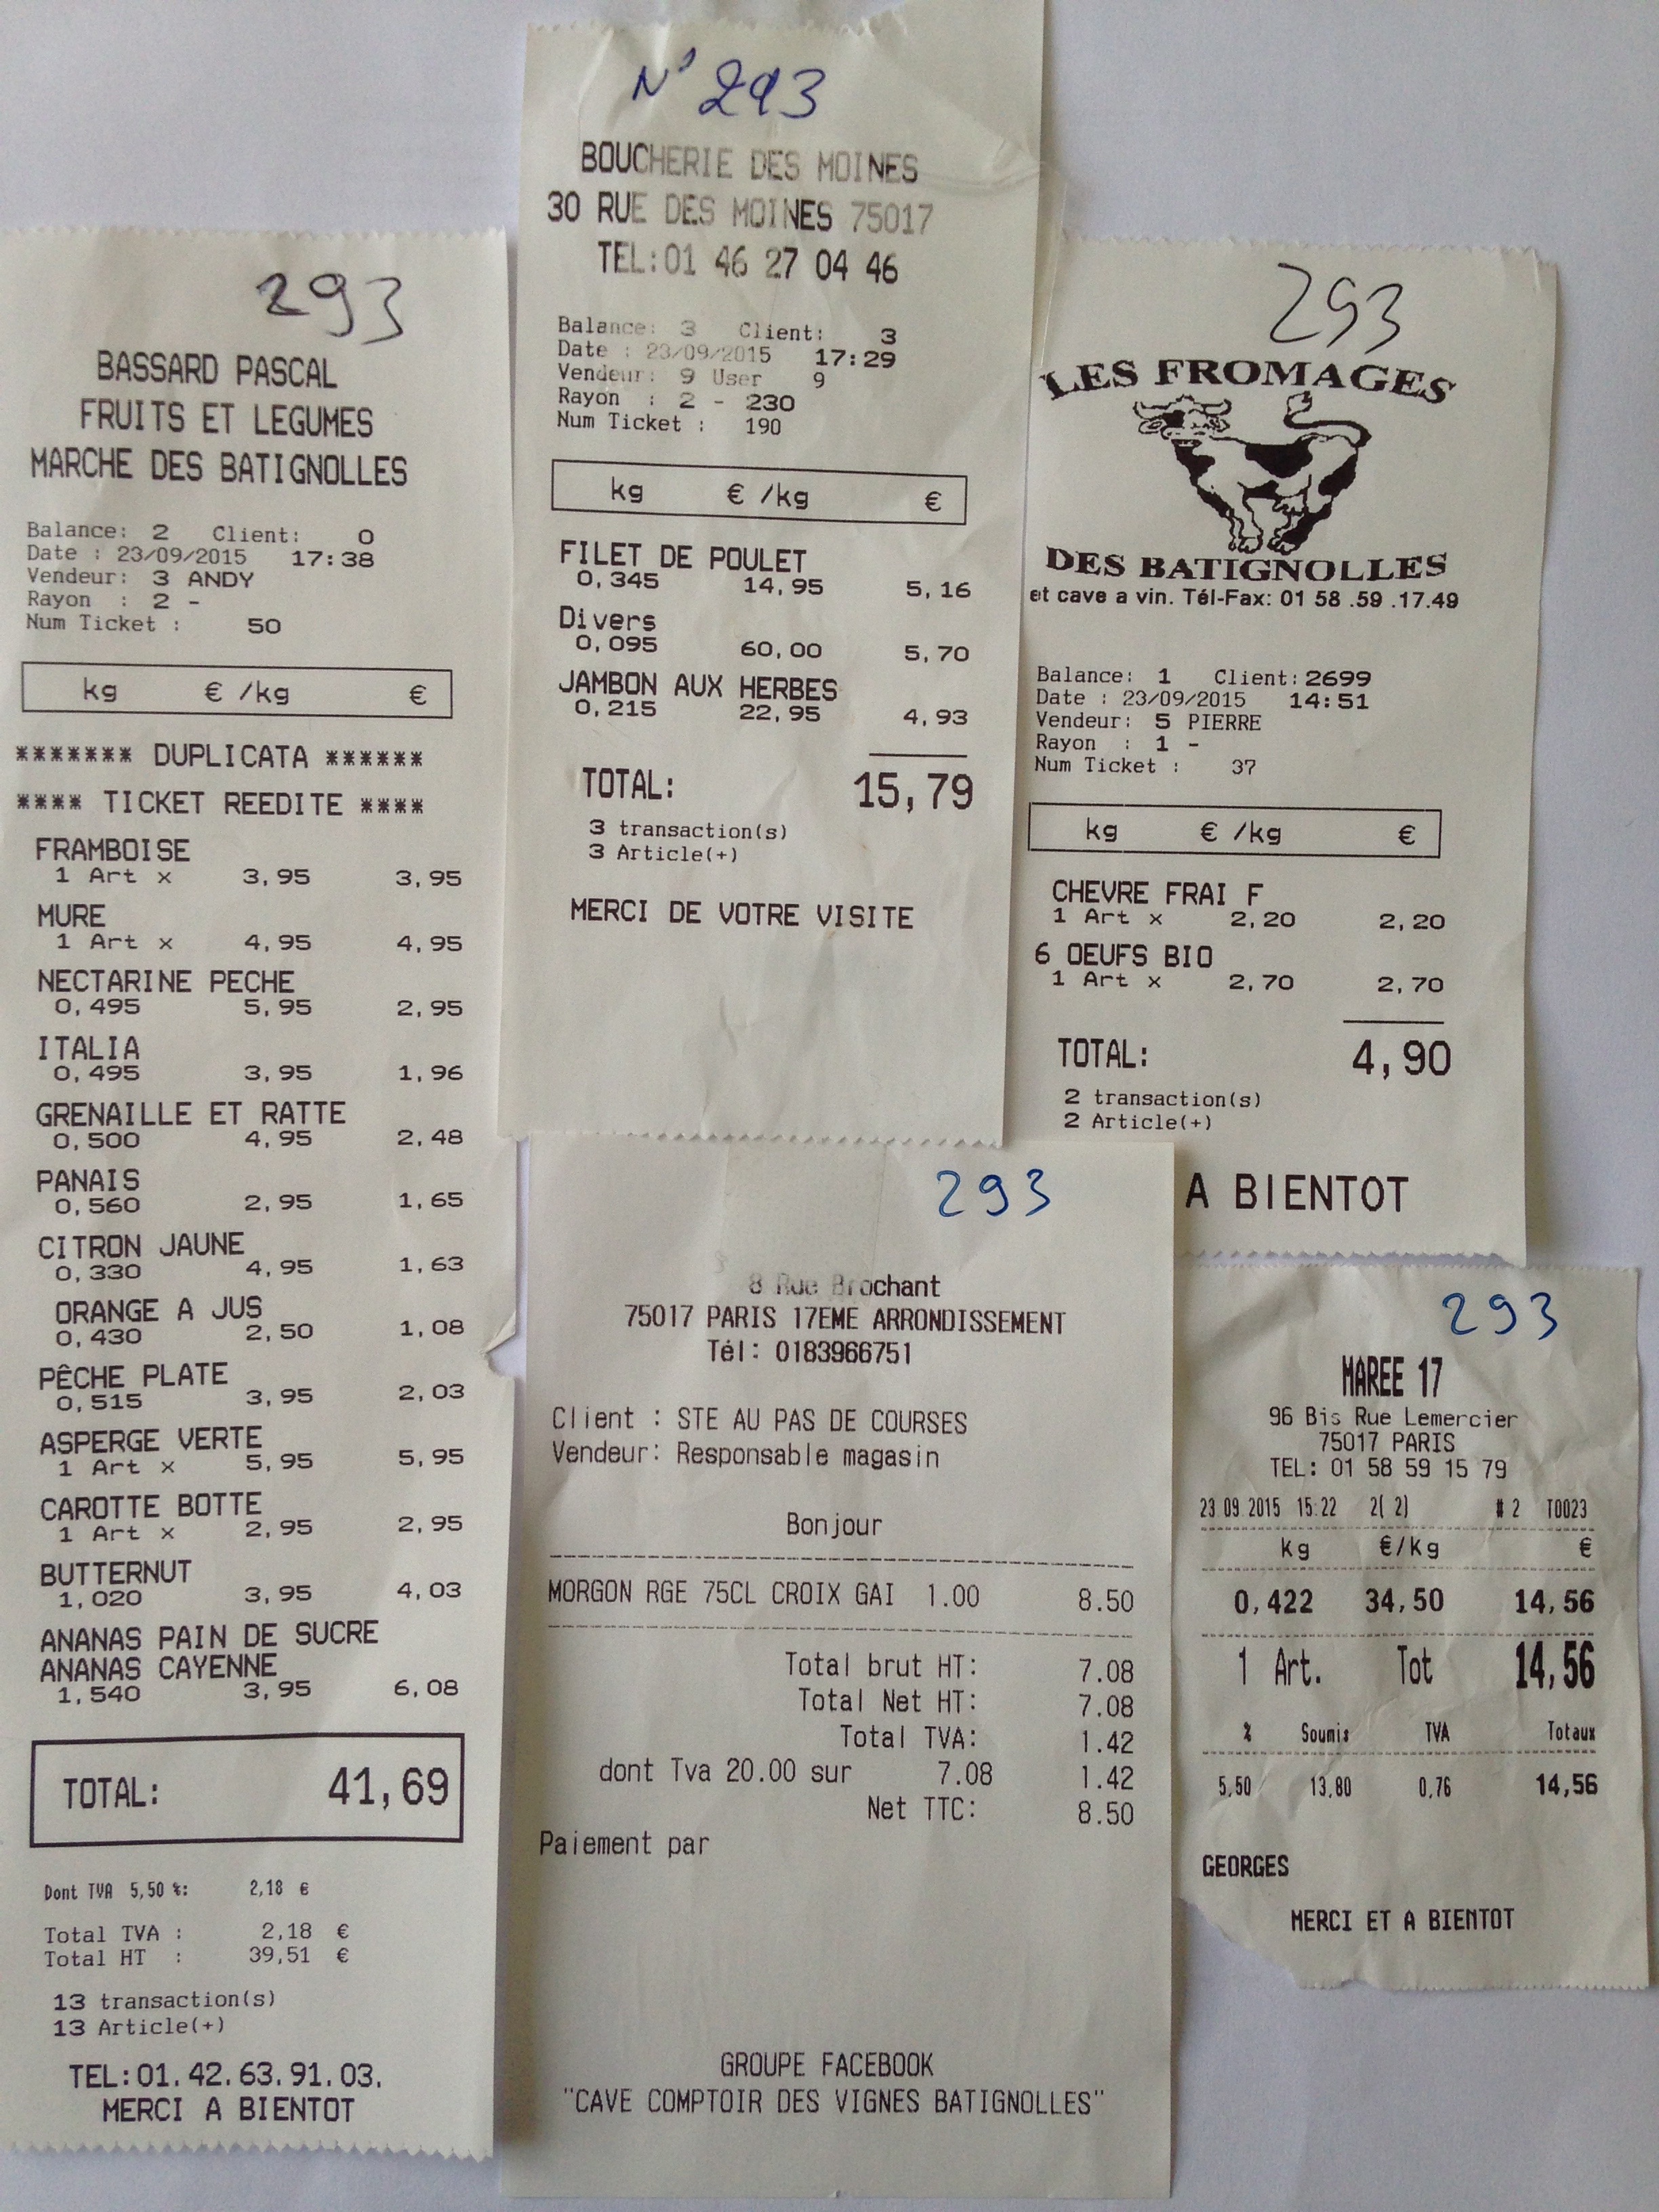 293
BASSARD PASCAL
FRUITS ET LEGUMES
MARCHE DES BATIGNOLLES
Balance: 2 Client: 0
Date : 23/09/2015 17:38
Vendeur: 3 ANDY
Rayon : 2 -
Num Ticket : 50
kg € /kg €
******* DUPLICATA ******
**** TICKET REEDITE ****
FRAMBOISE
1 Art x 3,95 3,95
MURE
1 Art x 4,95 4,95
NECTARINE PECHE
0,495 5,95 2,95
ITALIA
0,495 3,95 1,96
GRENAILLE ET RATTE
0,500 4,95 2,48
PANAIS
0,560 2,95 1,65
CITRON JAUNE
0,330 4,95 1,63
ORANGE A JUS
0,430 2,50 1,08
PÊCHE PLATE
0,515 3,95 2,03
ASPERGE VERTE
1 Art x 5,95 5,95
CAROTTE BOTTE
1 Art x 2,95 2,95
BUTTERNUT
1,020 3,95 4,03
ANANAS PAIN DE SUCRE
ANANAS CAYENNE
1,540 3,95 6,08
TOTAL: 41,69
Dont TVA 5,50 %: 2,18 €
Total TVA : 2,18 €
Total HT : 39,51 €
13 transaction(s)
13 Article(+)
TEL:01.42.63.91.03.
MERCI A BIENTOT
N° 293
BOUCHERIE DES MOINES
30 RUE DES MOINES 75017
TEL:01 46 27 04 46
Balance: 3 Client: 3
Date : 23/09/2015 17:29
Vendeur: 9 User 9
Rayon : 2 - 230
Num Ticket : 190
kg € /kg €
FILET DE POULET
0,345 14,95 5,16
Divers
0,095 60,00 5,70
JAMBON AUX HERBES
0,215 22,95 4,93
TOTAL: 15,79
3 transaction(s)
3 Article(+)
MERCI DE VOTRE VISITE
293
LES FROMAGES
DES BATIGNOLLES
et cave a vin. Tél-Fax: 01 58 .59 .17.49
Balance: 1 Client:2699
Date : 23/09/2015 14:51
Vendeur: 5 PIERRE
Rayon : 1 -
Num Ticket : 37
kg € /kg €
CHEVRE FRAI F
1 Art x 2,20 2,20
6 OEUFS BIO
1 Art x 2,70 2,70
TOTAL: 4,90
2 transaction(s)
2 Article(+)
A BIENTOT
293
8 Rue Brochant
75017 PARIS 17EME ARRONDISSEMENT
Tél: 0183966751
Client : STE AU PAS DE COURSES
Vendeur: Responsable magasin
Bonjour
MORGON RGE 75CL CROIX GAI 1.00 8.50
Total brut HT: 7.08
Total Net HT: 7.08
Total TVA: 1.42
dont Tva 20.00 sur 7.08 1.42
Net TTC: 8.50
Paiement par
GROUPE FACEBOOK
"CAVE COMPTOIR DES VIGNES BATIGNOLLES"
293
MAREE 17
96 Bis Rue Lemercier
75017 PARIS
TEL: 01 58 59 15 79
23.09.2015 15:22 2( 2) # 2 T0023
Kg €/Kg €
0,422 34,50 14,56
1 Art. Tot 14,56
% Soumis TVA Totaux
5,50 13,80 0,76 14,56
GEORGES
MERCI ET A BIENTOT